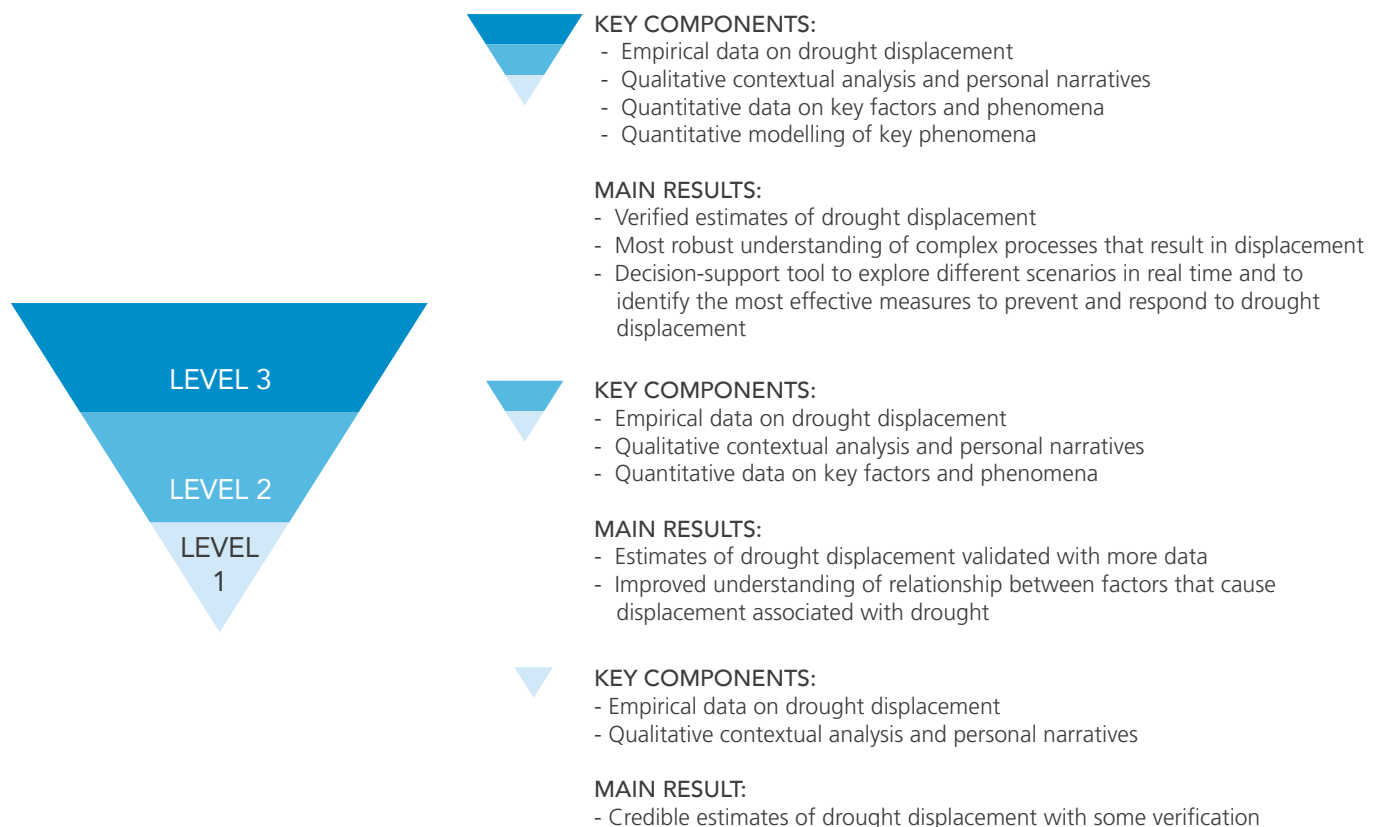 KEY COMPONENTS:
- Empirical data on drought displacement
- Qualitative contextual analysis and personal narratives
- Quantitative data on key factors and phenomena
- Quantitative modelling of key phenomena
MAIN RESULTS:
- Verified estimates of drought displacement
- Most robust understanding of complex processes that result in displacement
- Decision-support tool to explore different scenarios in real time and to
identify the most effective measures to prevent and respond to drought
displacement
LEVEL 3
LEVEL 2
LEVEL
1
KEY COMPONENTS:
- Empirical data on drought displacement
- Qualitative contextual analysis and personal narratives
- Quantitative data on key factors and phenomena
MAIN RESULTS:
- Estimates of drought displacement validated with more data
- Improved understanding of relationship between factors that cause
displacement associated with drought
KEY COMPONENTS:
- Empirical data on drought displacement
- Qualitative contextual analysis and personal narratives
MAIN RESULT:
- Credible estimates of drought displacement with some verification